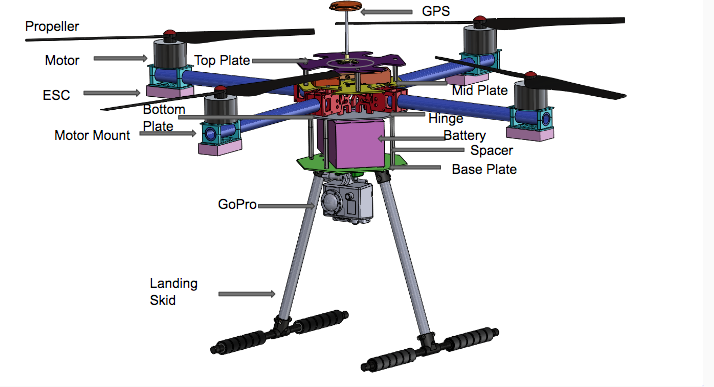 GPS
Propeller
Motor
Top Plate
Mid Plate
ESC
Bottom
Plate
Hinge
Motor Mount
Battery
Spacer
Base Plate
GoPro
Landing
Skid